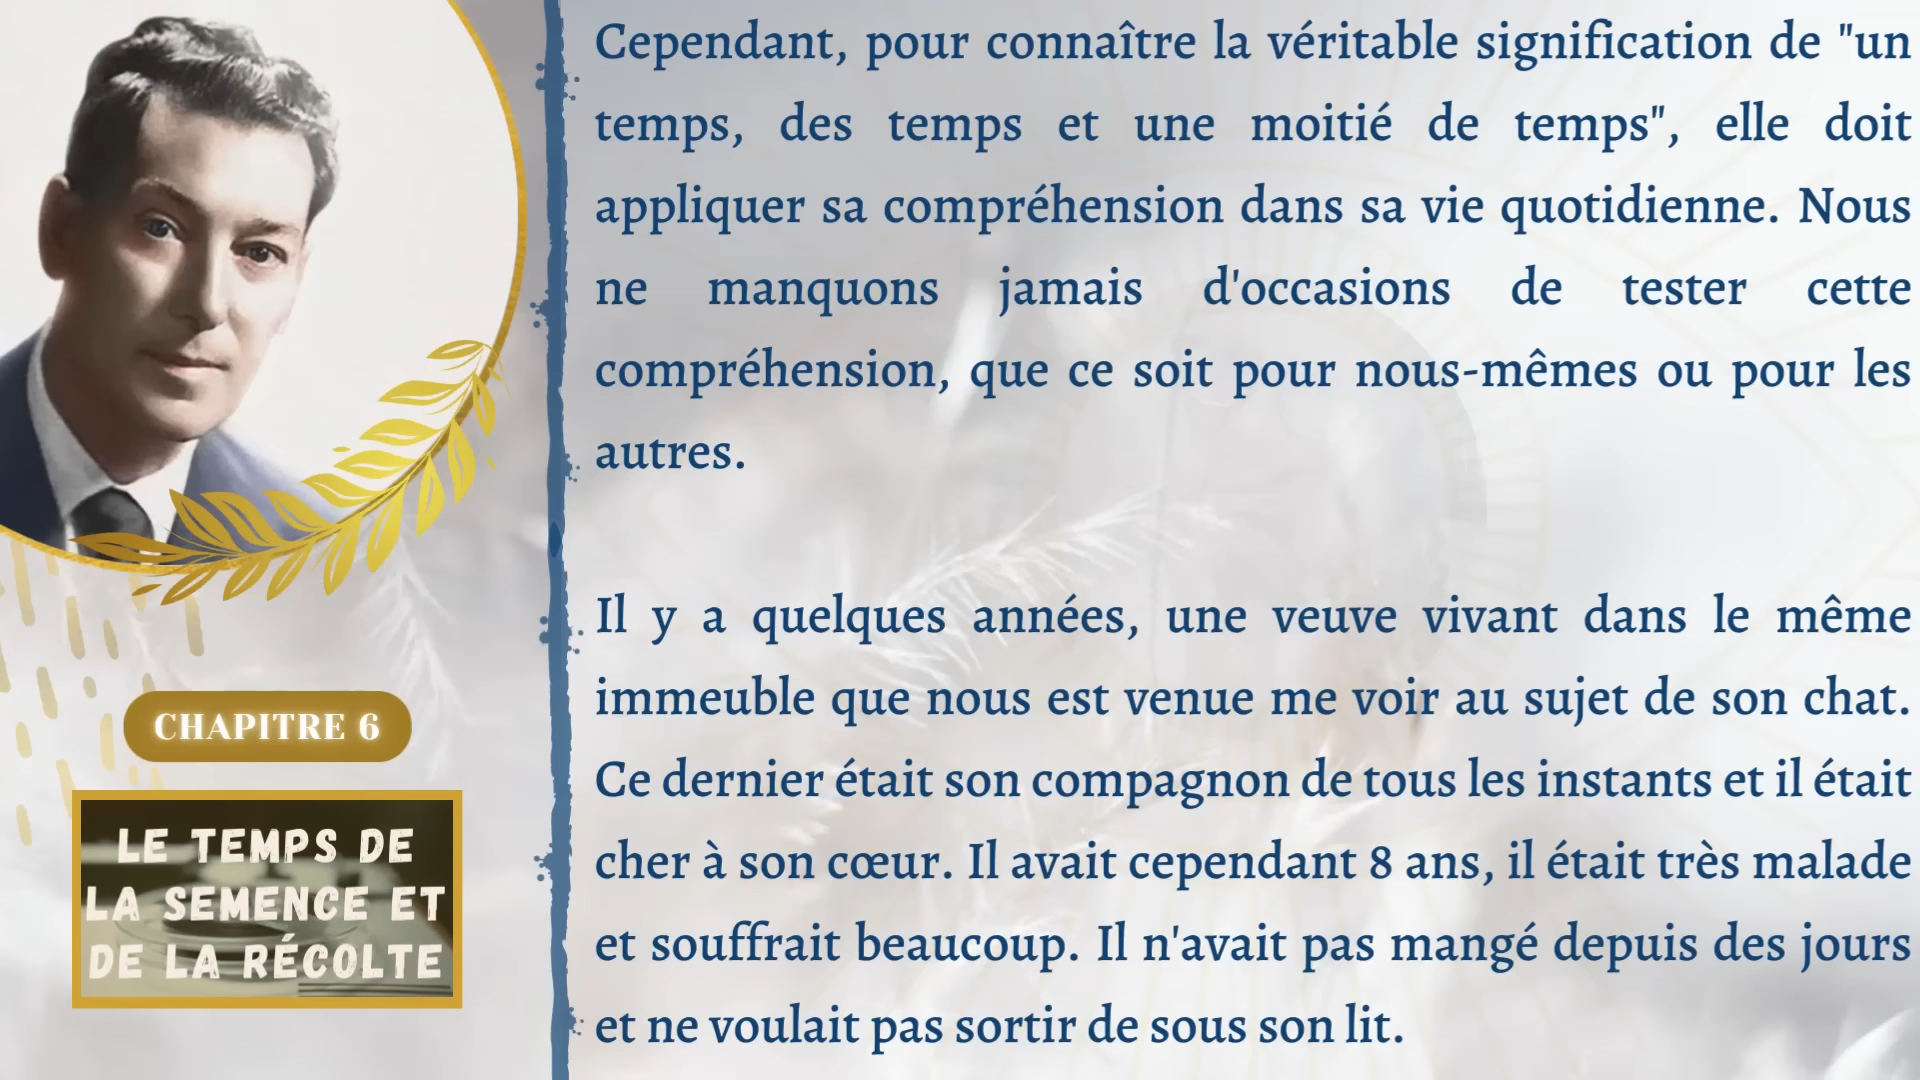 Cependant, pour connaître la véritable signification de "un
temps, des temps et une moitié de temps", elle doit
appliquer sa compréhension dans sa vie quotidienne. Nous
ne manquons jamais d'occasions de tester cette
compréhension, que ce soit pour nous-mêmes ou pour les
autres.
Il y a quelques années, une veuve vivant dans le même
immeuble que nous est venue me voir au sujet de son chat.
Ce dernier était son compagnon de tous les instants et il était
cher à son cœur. Il avait cependant 8 ans, il était très malade
et souffrait beaucoup. Il n'avait pas mangé depuis des jours
et ne voulait pas sortir de sous son lit.
CHAPITRE 6
LE TEMPS DE
LA SEMENCE ET
DE LA RÉCOLTE